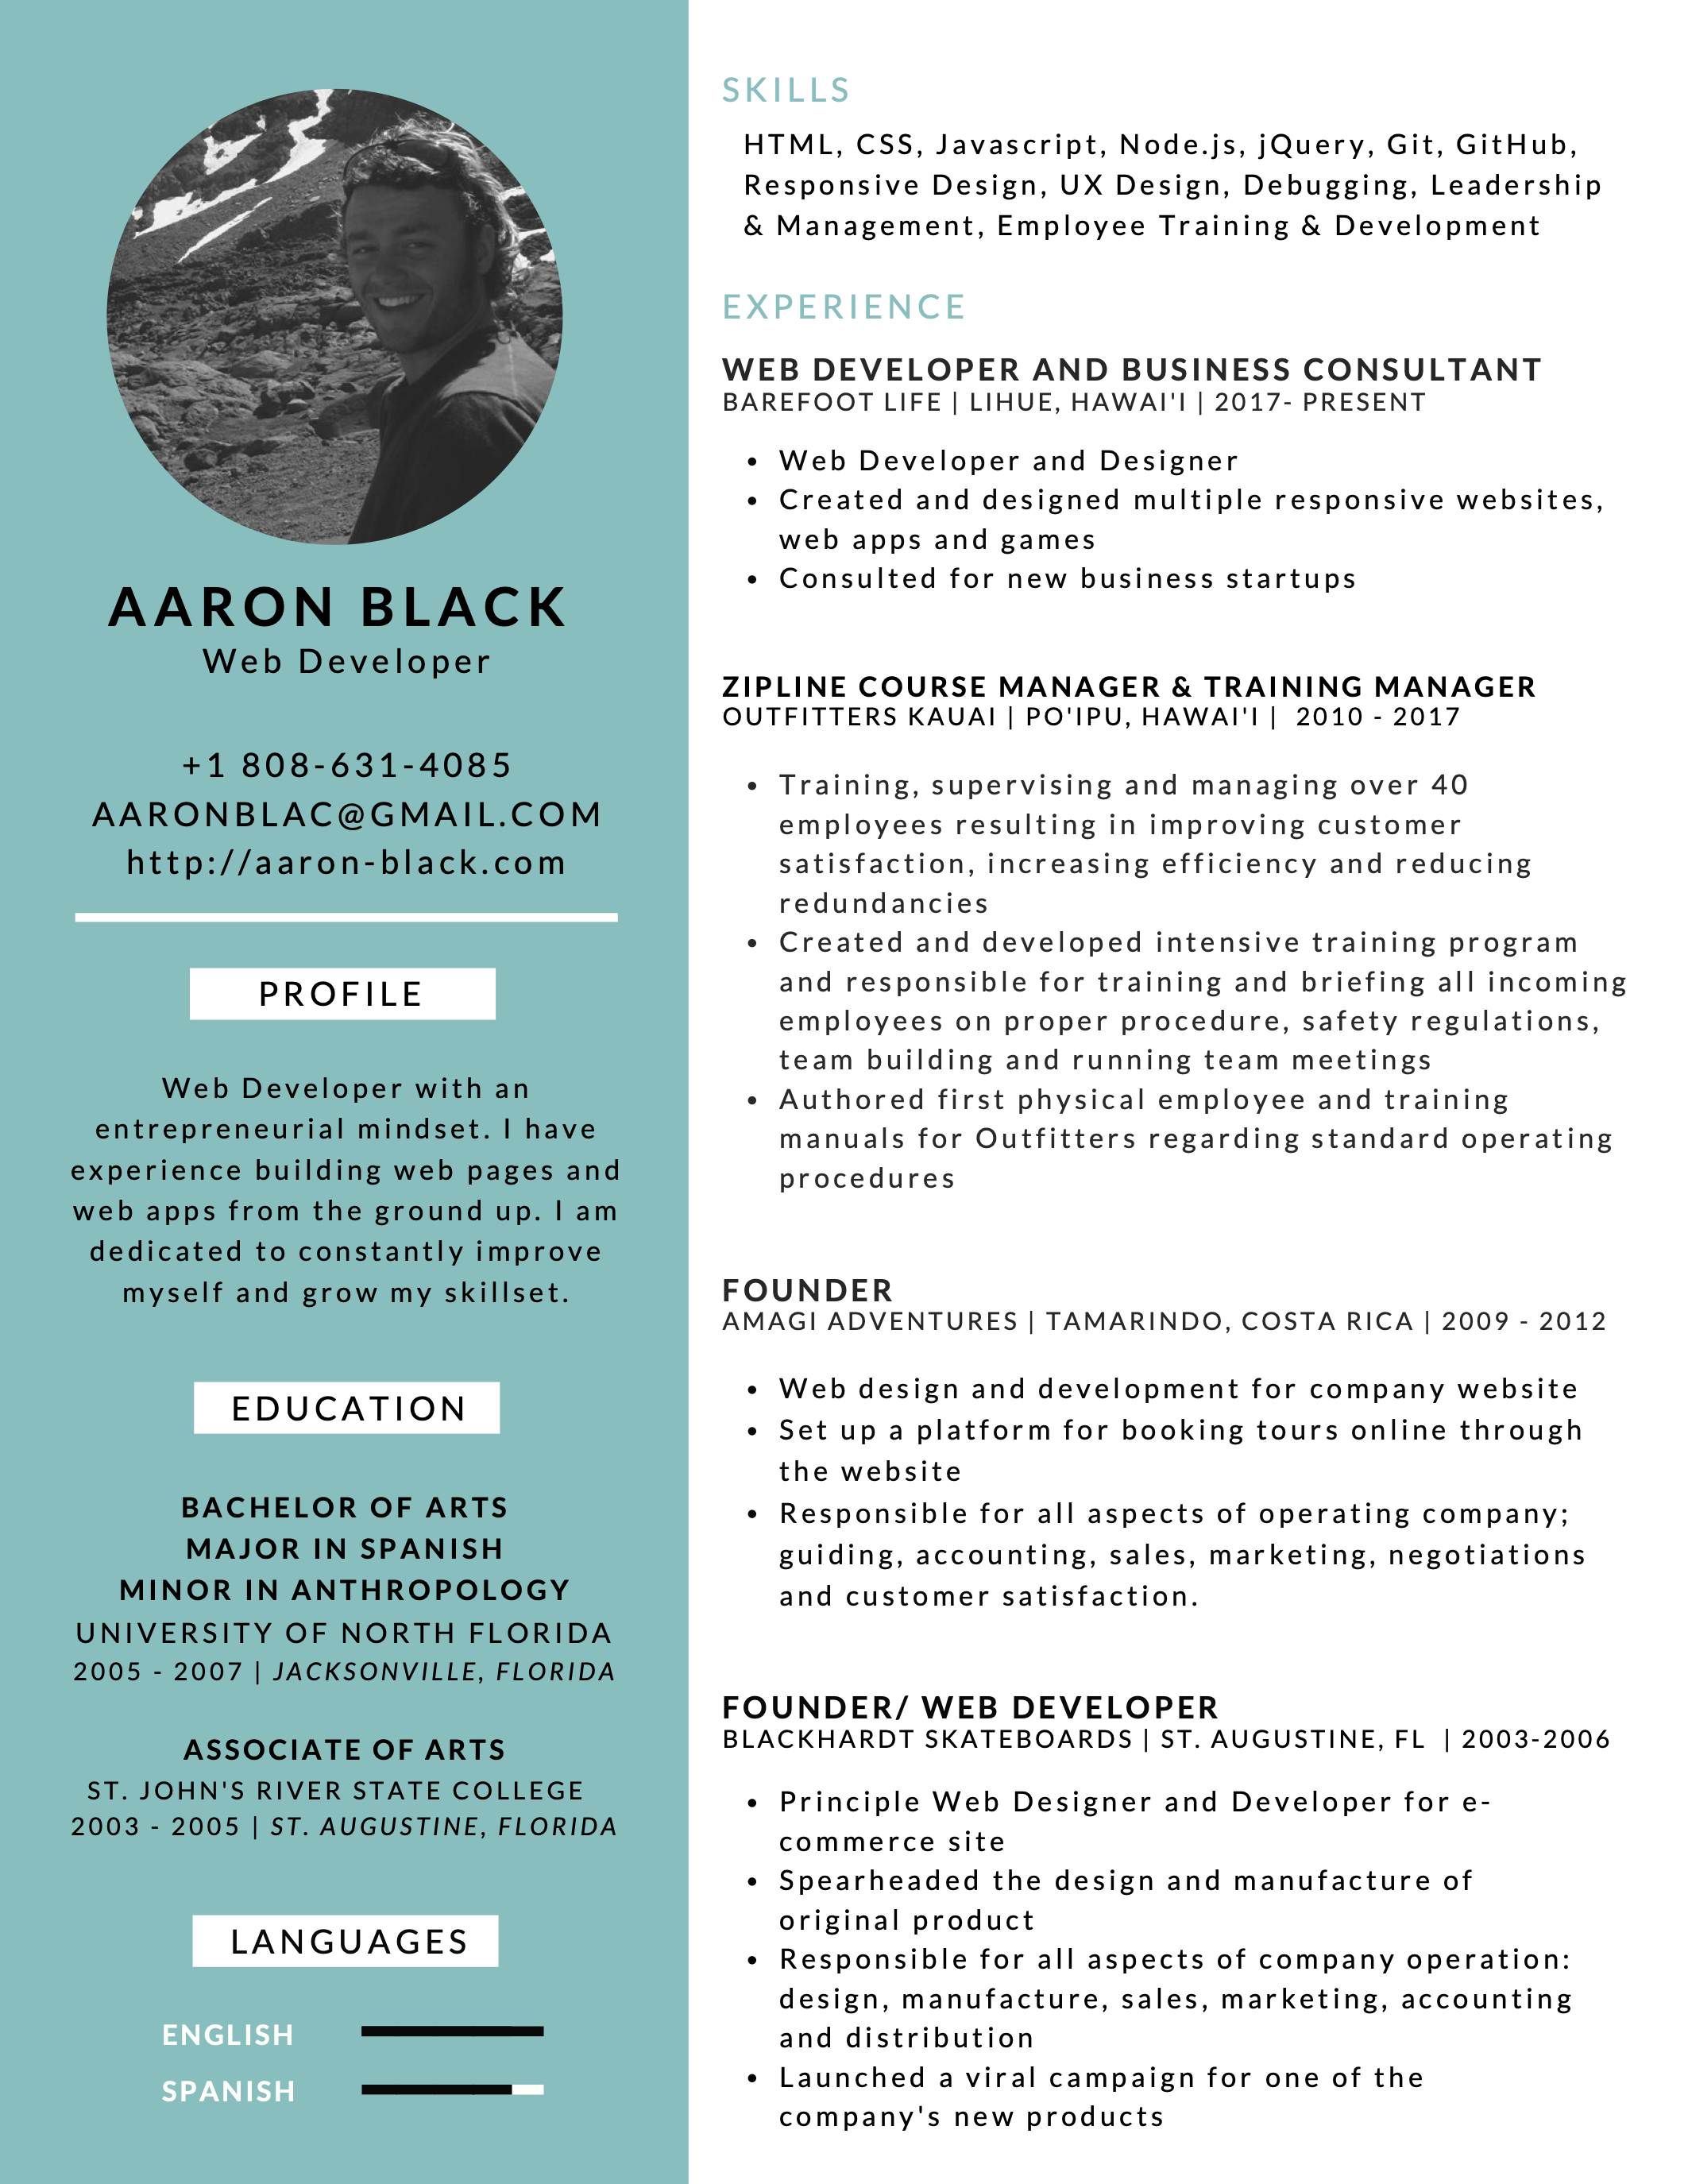 AARON BLACK
Web Developer
+1 808-631-4085
AARONBLAC@GMAIL.COM
http://aaron-black.com
PROFILE
Web Developer with an
entrepreneurial mindset. I have
experience building web pages and
web apps from the ground up. I am
dedicated to constantly improve
myself and grow my skillset.
EDUCATION
BACHELOR OF ARTS
MAJOR IN SPANISH
MINOR IN ANTHROPOLOGY
UNIVERSITY OF NORTH FLORIDA
2005 - 2007 | JACKSONVILLE, FLORIDA
ASSOCIATE OF ARTS
ST. JOHN'S RIVER STATE COLLEGE
2003 - 2005 | ST. AUGUSTINE, FLORIDA
LANGUAGES
ENGLISH
SPANISH
SKILLS
HTML, CSS, Javascript, Node.js, jQuery, Git, GitHub,
Responsive Design, UX Design, Debugging, Leadership
& Management, Employee Training & Development
EXPERIENCE
WEB DEVELOPER AND BUSINESS CONSULTANT
BAREFOOT LIFE | LIHUE, HAWAI'I | 2017- PRESENT
• Web Developer and Designer
• Created and designed multiple responsive websites,
web apps and games
• Consulted for new business startups
ZIPLINE COURSE MANAGER & TRAINING MANAGER
OUTFITTERS KAUAI | PO'IPU, HAWAI'I | 2010 - 2017
• Training, supervising and managing over 40
employees resulting in improving customer
satisfaction, increasing efficiency and reducing
redundancies
• Created and developed intensive training program
and responsible for training and briefing all incoming
employees on proper procedure, safety regulations,
team building and running team meetings
• Authored first physical employee and training
manuals for Outfitters regarding standard operating
procedures
FOUNDER
AMAGI ADVENTURES | TAMARINDO, COSTA RICA | 2009 - 2012
• Web design and development for company website
• Set up a platform for booking tours online through
the website
• Responsible for all aspects of operating company;
guiding, accounting, sales, marketing, negotiations
and customer satisfaction.
FOUNDER/ WEB DEVELOPER
BLACKHARDT SKATEBOARDS | ST. AUGUSTINE, FL | 2003-2006
• Principle Web Designer and Developer for e-
commerce site
• Spearheaded the design and manufacture of
original product
• Responsible for all aspects of company operation:
design, manufacture, sales, marketing, accounting
and distribution
• Launched a viral campaign for one of the
company's new products